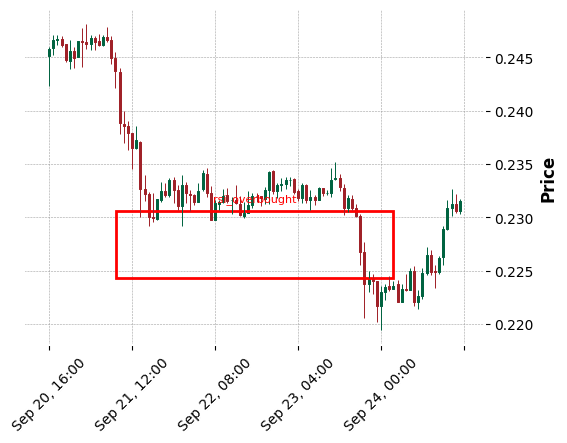 0.245
0.240
0.235
rsi_overbought
0.230
0.225
0.220
Price
Sep 20, 16:00
Sep 21, 12:00
Sep 22, 08:00
Sep 23, 04:00
Sep 24, 00:00